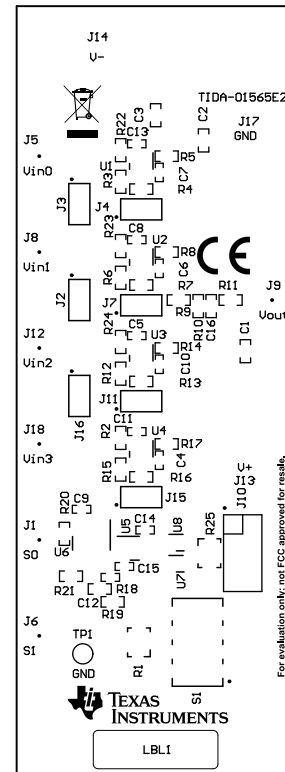 J14
V-
TIDA-01565E2
C3
C2
J17
GND
R22
C13
J5
Vin0
U1
R5
C7
R3
R4
J3
J4
R23
C8
U2
J8
Vin1
R8
C6
R6
R7
R11
J9
Vout
J2
J7
R9
R10
C16
R24
C5
U3
J12
Vin2
R14
C10
C1
R12
R13
J16
J11
C11
R2
U4
J18
Vin3
R17
C4
R15
R16
J15
V+
J13
J10
R20
C9
U5
C14
U8
R25
J1
S0
U6
C15
U7
R21
R18
C12
R19
For evaluation only; not FCC approved for resale.
J6
S1
TP1
GND
R1
S1
TEXAS
INSTRUMENTS
LBL1